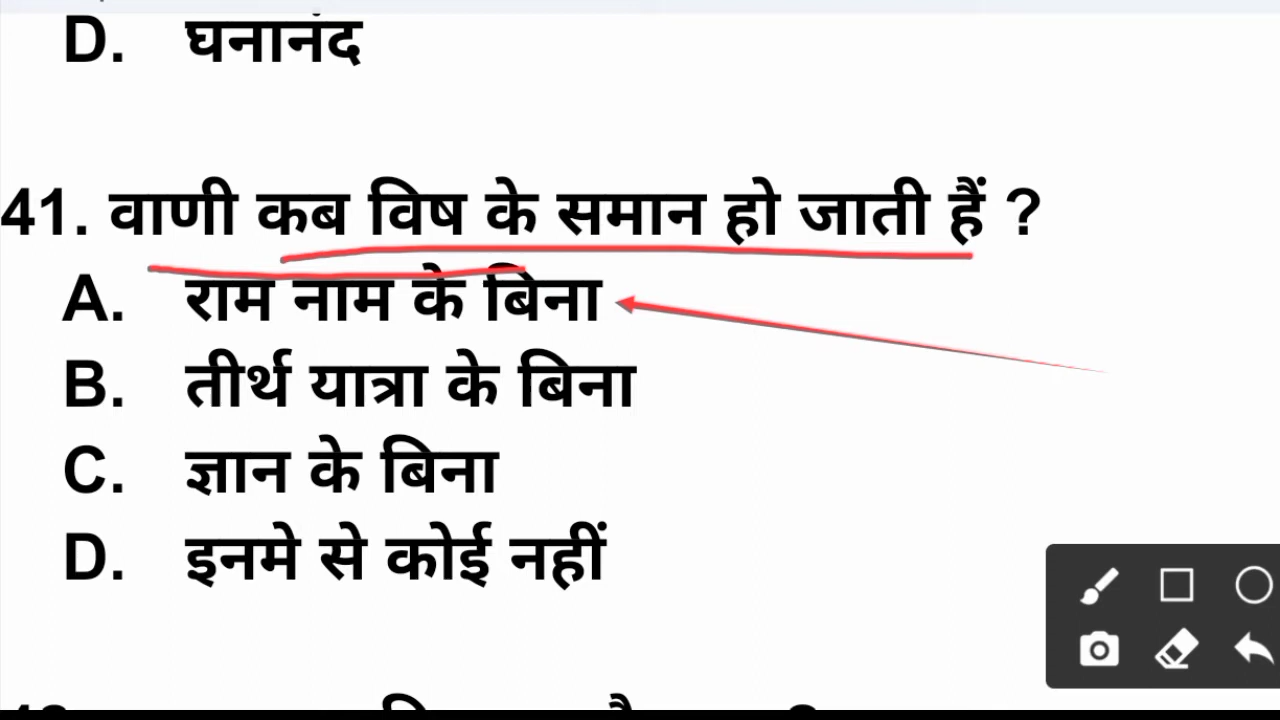 D. घनानंद
41. वाणी कब विष के समान हो जाती हैं ?
A. राम नाम के बिना
B. तीर्थ यात्रा के बिना
C. ज्ञान के बिना
D. इनमे से कोई नहीं